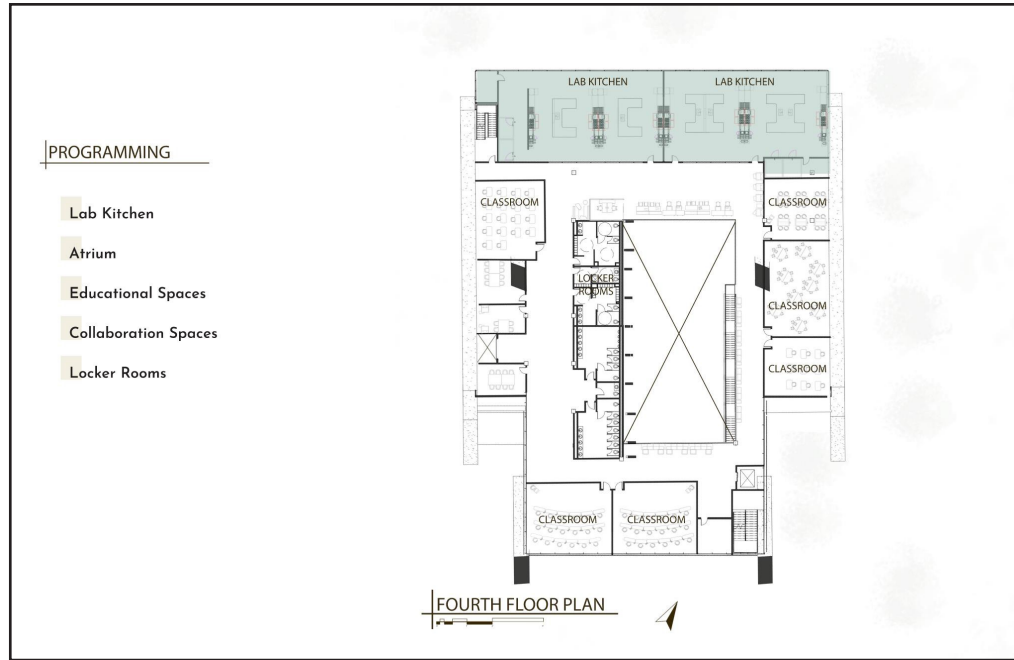 PROGRAMMING
Lab Kitchen
Atrium
Educational Spaces
Collaboration Spaces
Locker Rooms
LAB KITCHEN
LAB KITCHEN
CLASSROOM
CLASSROOM
LOCKER
ROOMS
CLASSROOM
CLASSROOM
CLASSROOM
CLASSROOM
FOURTH FLOOR PLAN